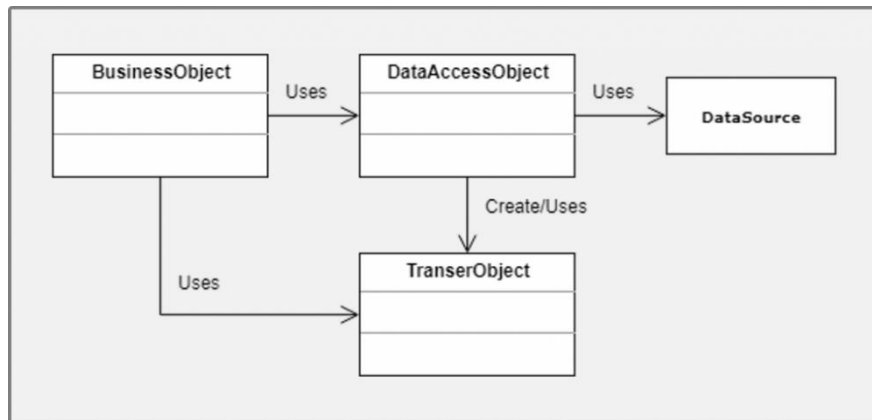 BusinessObject
Uses
DataAccessObject
Uses
DataSource
Create/Uses
Uses
TranserObject